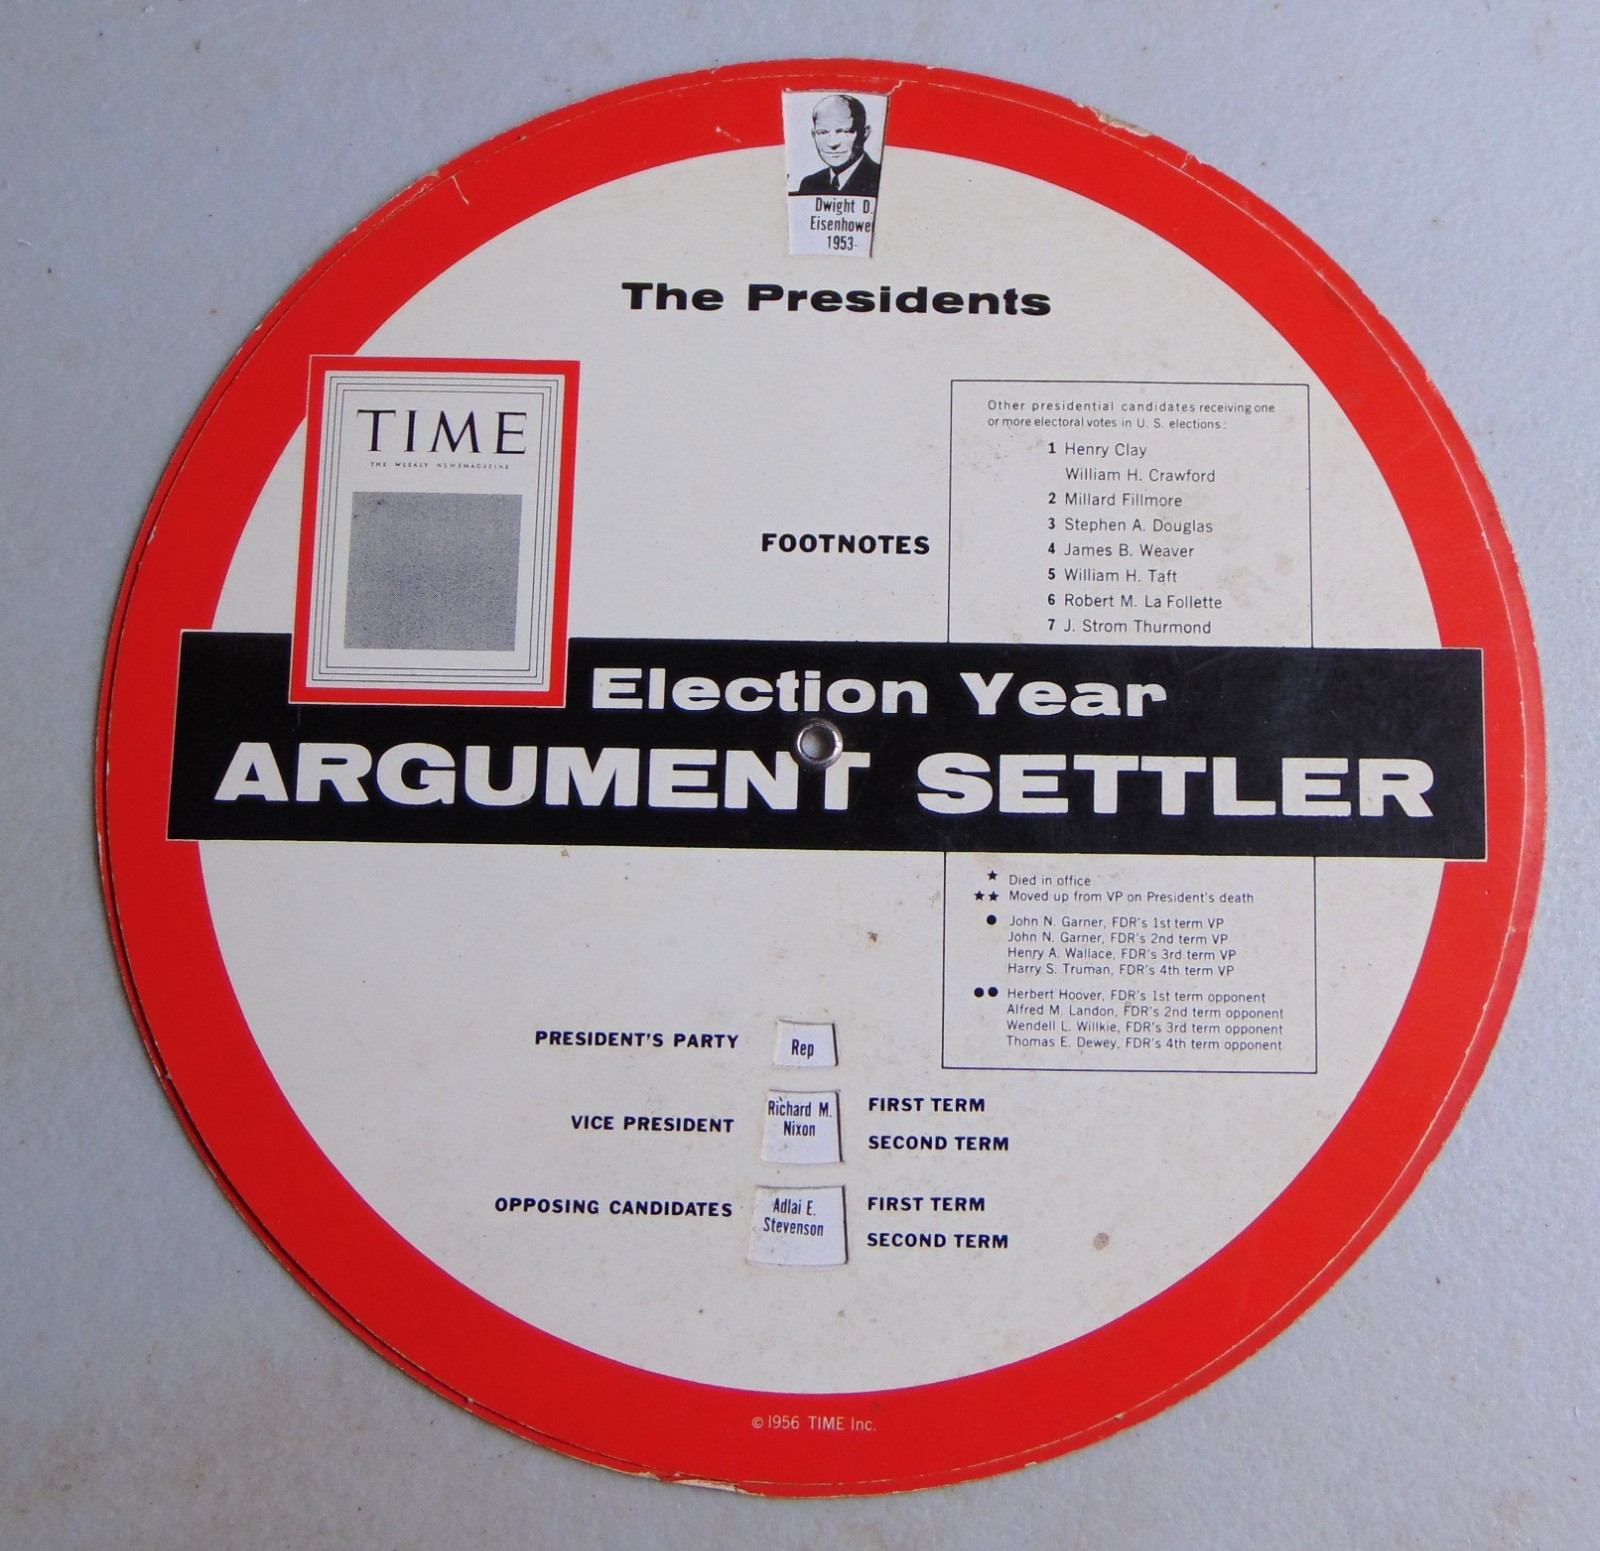 Dwight D.
Eisenhowe
1953-
The Presidents
TIME
THE WEEKLY NEWSMAGAZINE
Other presidential candidates receiving one
or more electoral votes in U. S. elections:
1 Henry Clay
William H. Crawford
2 Millard Fillmore
3 Stephen A. Douglas
4 James B. Weaver
5 William H. Taft
6 Robert M. La Follette
7 J. Strom Thurmond
FOOTNOTES
Election Year
ARGUMENT SETTLER
★ Died in office
★★ Moved up from VP on President's death
● John N. Garner, FDR's 1st term VP
John N. Garner, FDR's 2nd term VP
Henry A. Wallace, FDR's 3rd term VP
Harry S. Truman, FDR's 4th term VP
●● Herbert Hoover, FDR's 1st term opponent
Alfred M. Landon, FDR's 2nd term opponent
Wendell L. Willkie, FDR's 3rd term opponent
Thomas E. Dewey, FDR's 4th term opponent
PRESIDENT'S PARTY
Rep
VICE PRESIDENT
Richard M.
Nixon
FIRST TERM
SECOND TERM
OPPOSING CANDIDATES
Adlai E.
Stevenson
FIRST TERM
SECOND TERM
© 1956 TIME Inc.